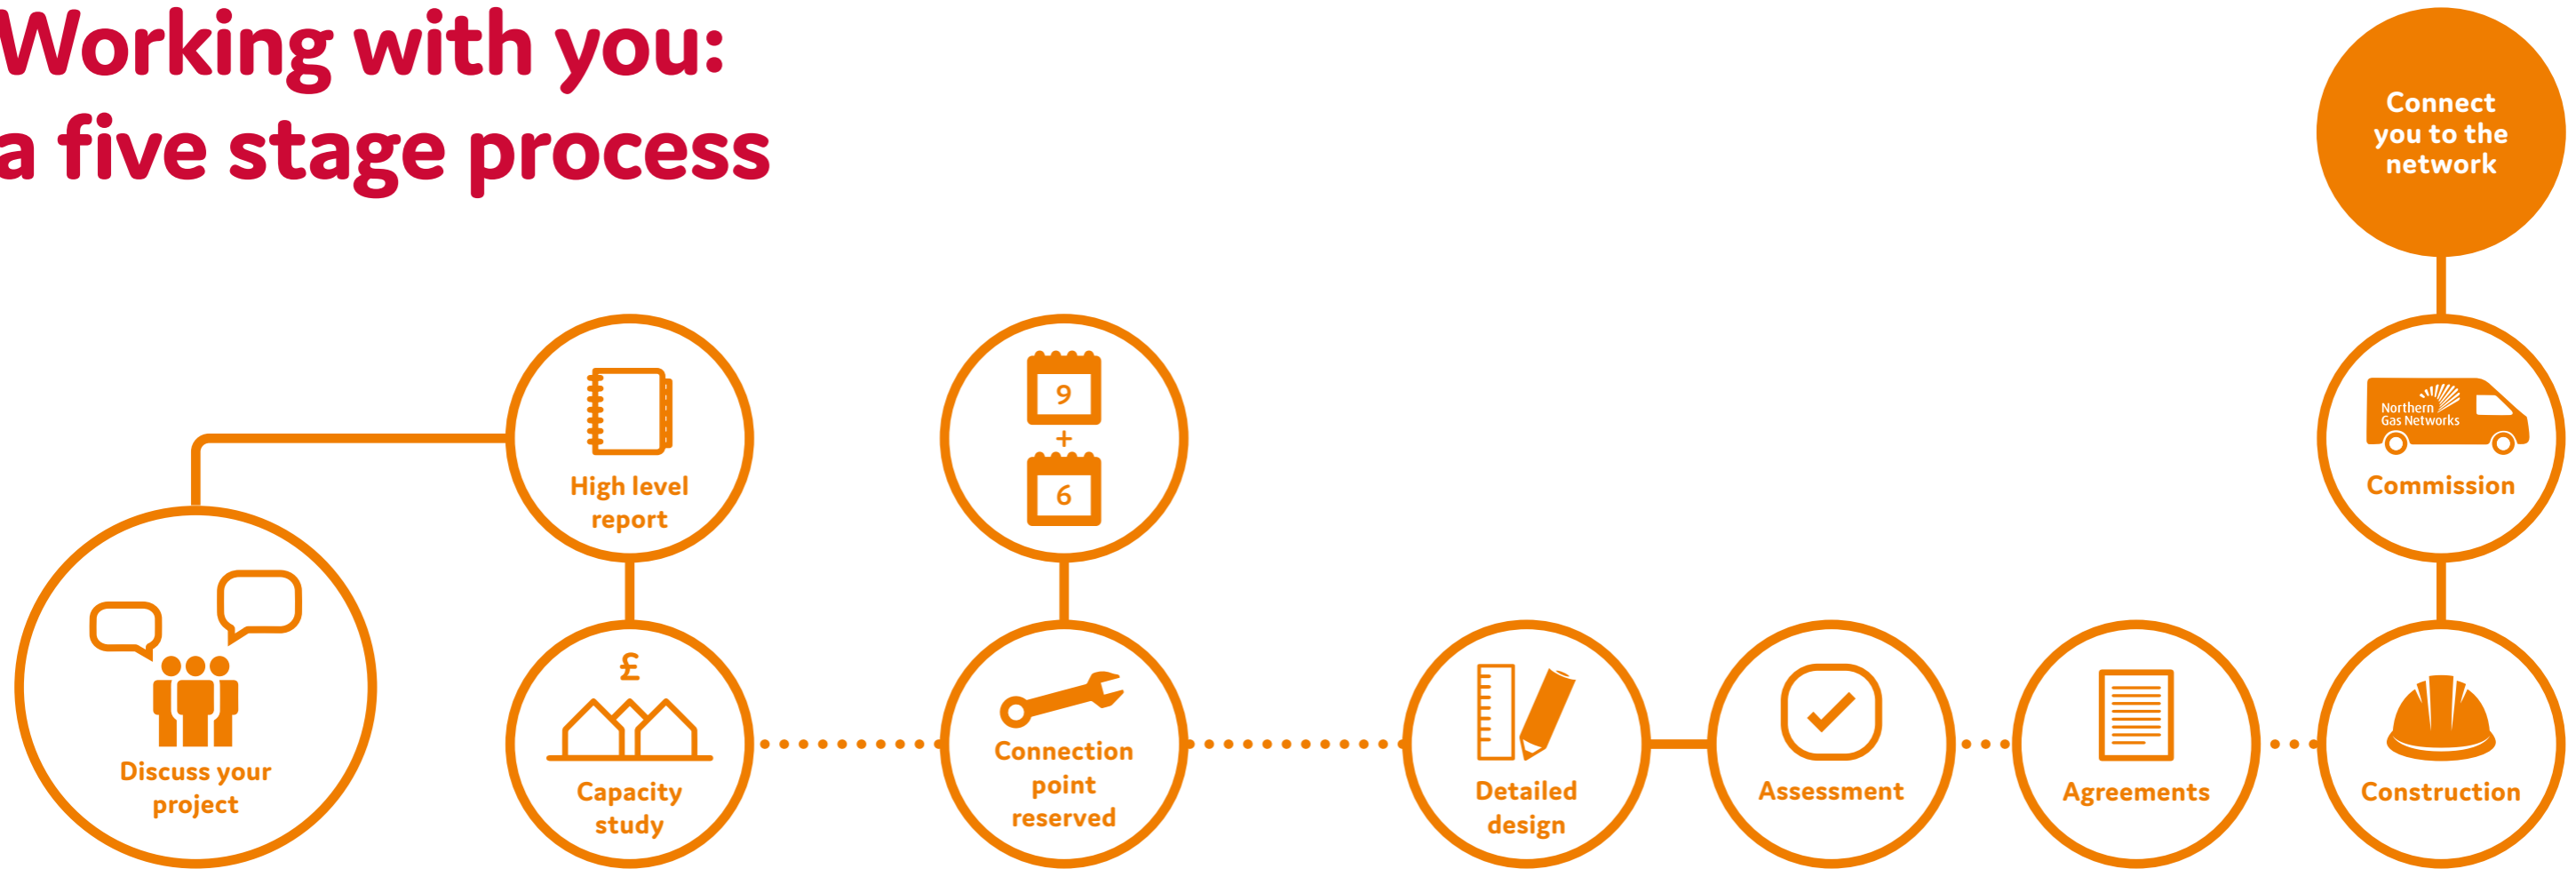 Working with you:
a five stage process
Discuss your
project
High level
report
£
Capacity
study
9
+
6
Connection
point
reserved
Detailed
design
Assessment
Agreements
Construction
Northern
Gas Networks
Commission
Connect
you to the
network